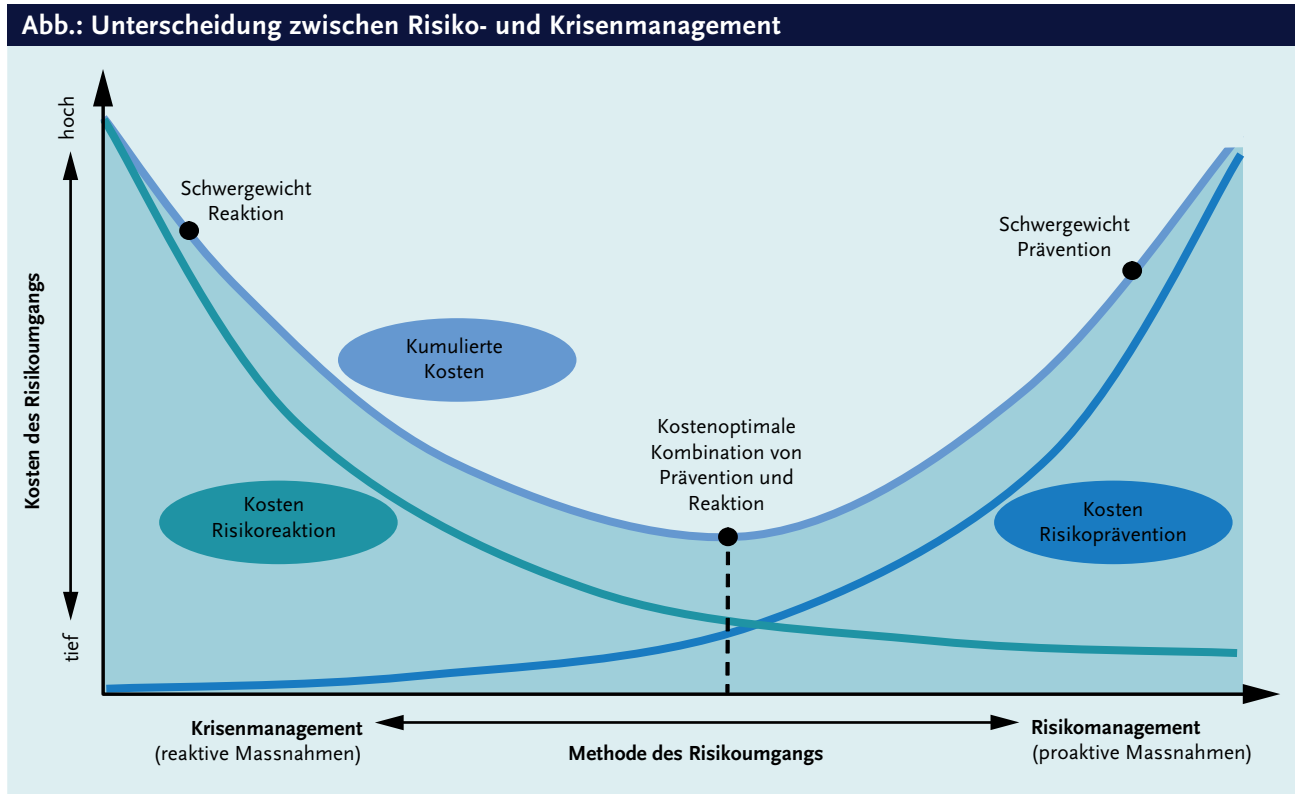 Abb.: Unterscheidung zwischen Risiko- und Krisenmanagement
hoch
Kosten des Risikoumgangs
tief
Schwergewicht
Reaktion
Schwergewicht
Prävention
Kumulierte
Kosten
Kostenoptimale
Kombination von
Prävention und
Reaktion
Kosten
Risikoreaktion
Kosten
Risikoprävention
Krisenmanagement
(reaktive Massnahmen)
Methode des Risikoumgangs
Risikomanagement
(proaktive Massnahmen)